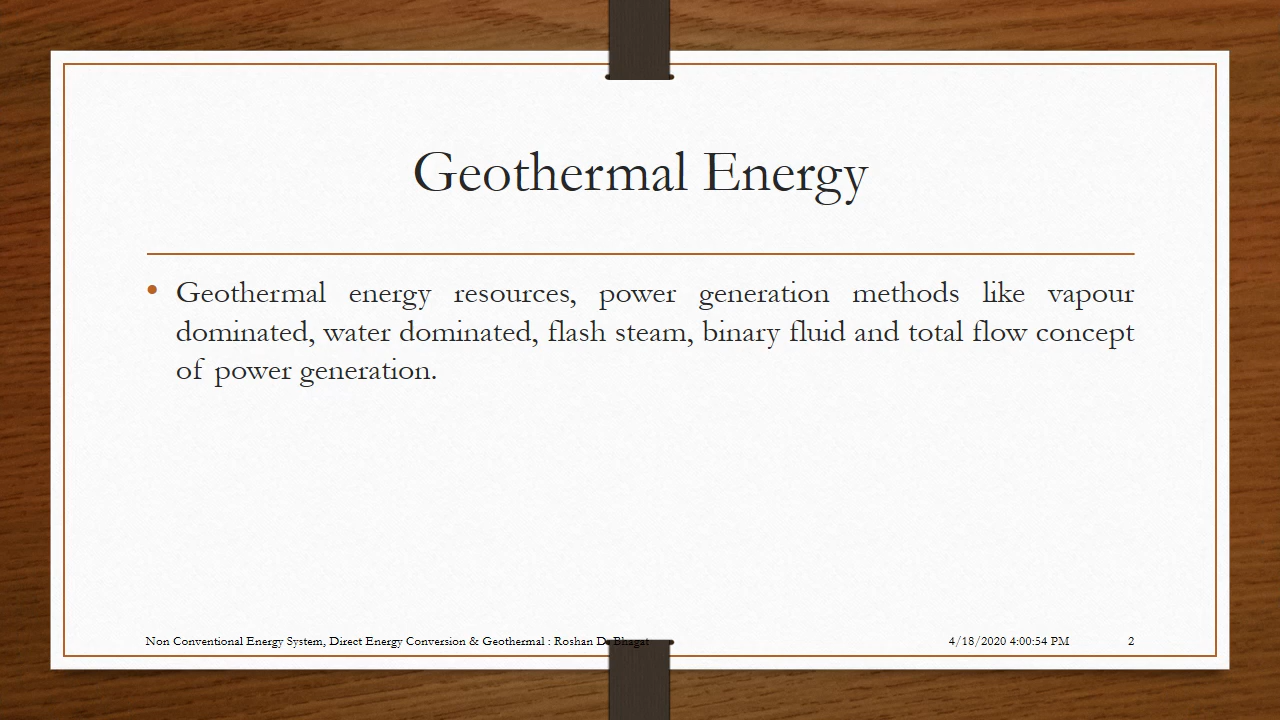 Geothermal Energy
• Geothermal energy resources, power generation methods like vapour
dominated, water dominated, flash steam, binary fluid and total flow concept
of power generation.
Non Conventional Energy System, Direct Energy Conversion & Geothermal : Roshan D. Bhagat
4/18/2020 4:00:54 PM
2